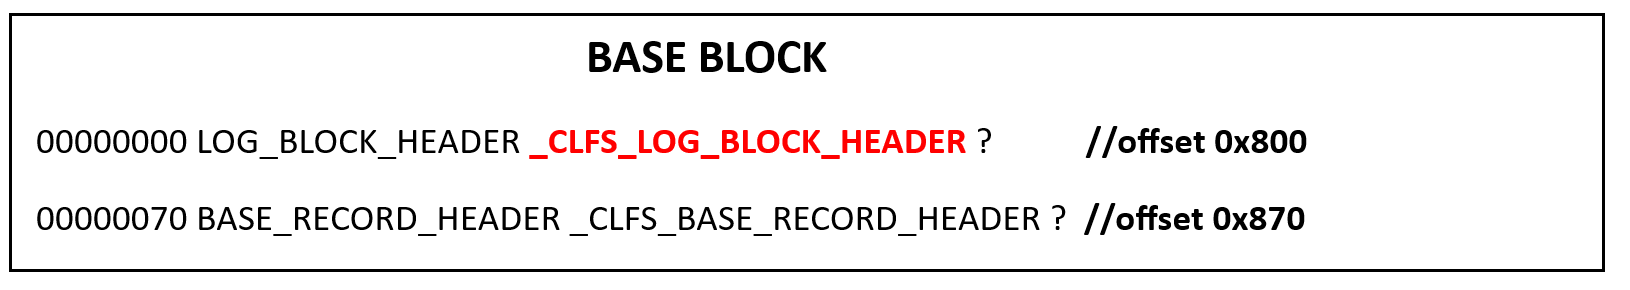 BASE BLOCK
00000000 LOG_BLOCK_HEADER _CLFS_LOG_BLOCK_HEADER ? //offset 0x800
00000070 BASE_RECORD_HEADER _CLFS_BASE_RECORD_HEADER ? //offset 0x870